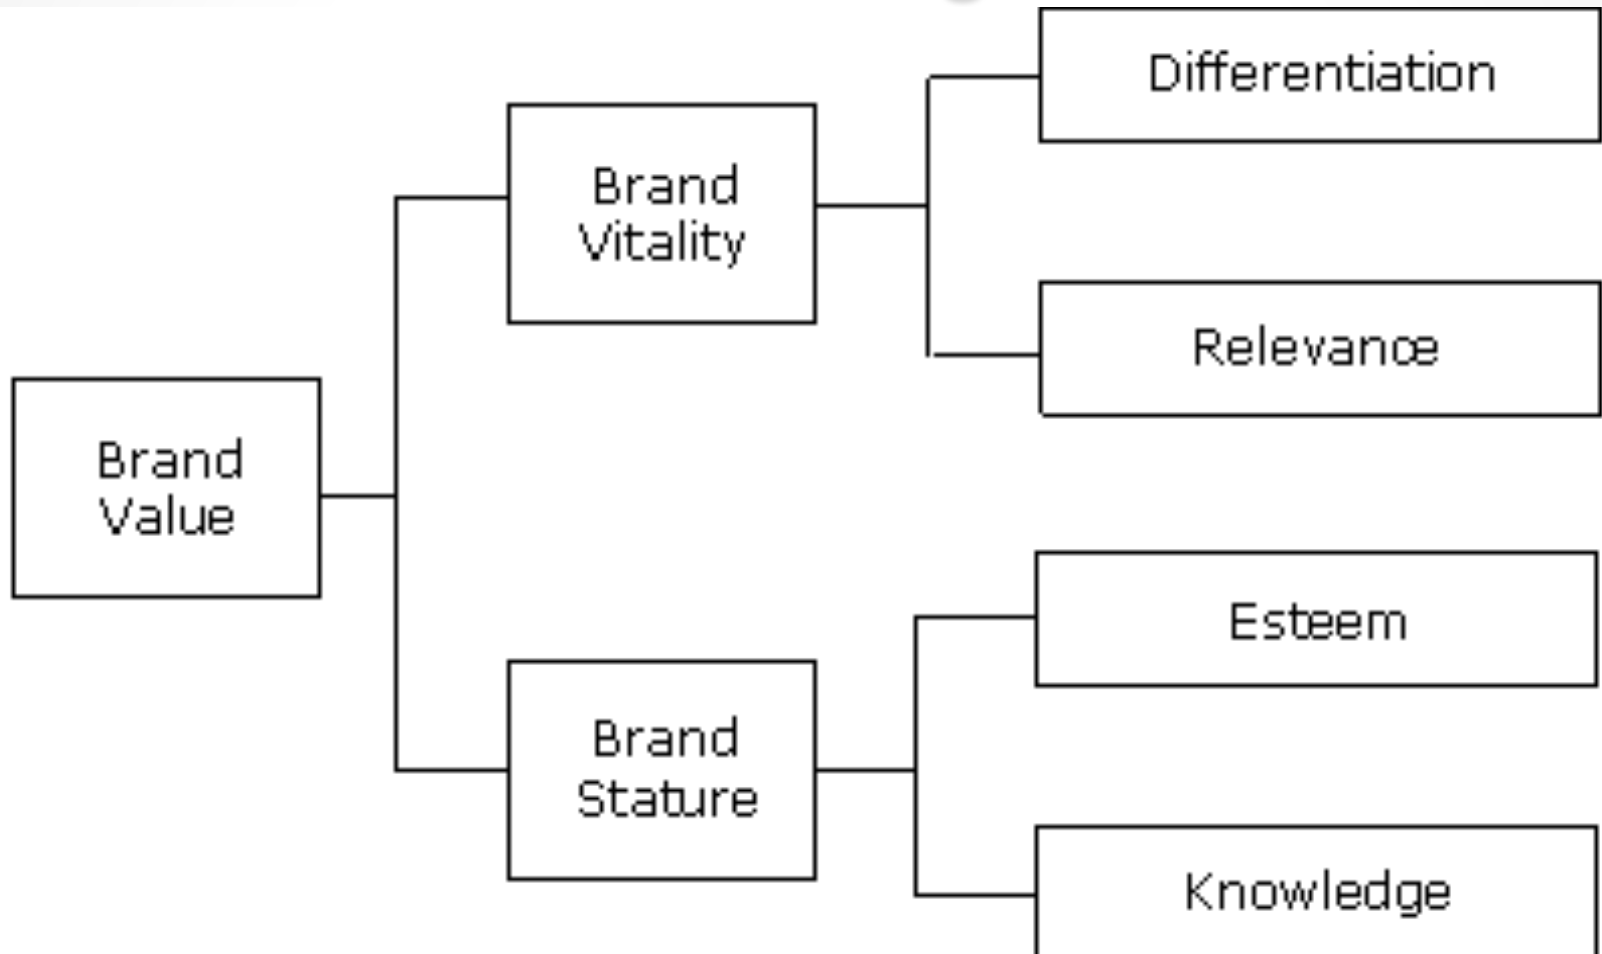 Differentiation
Brand
Vitality
Relevance
Brand
Value
Esteem
Brand
Stature
Knowledge